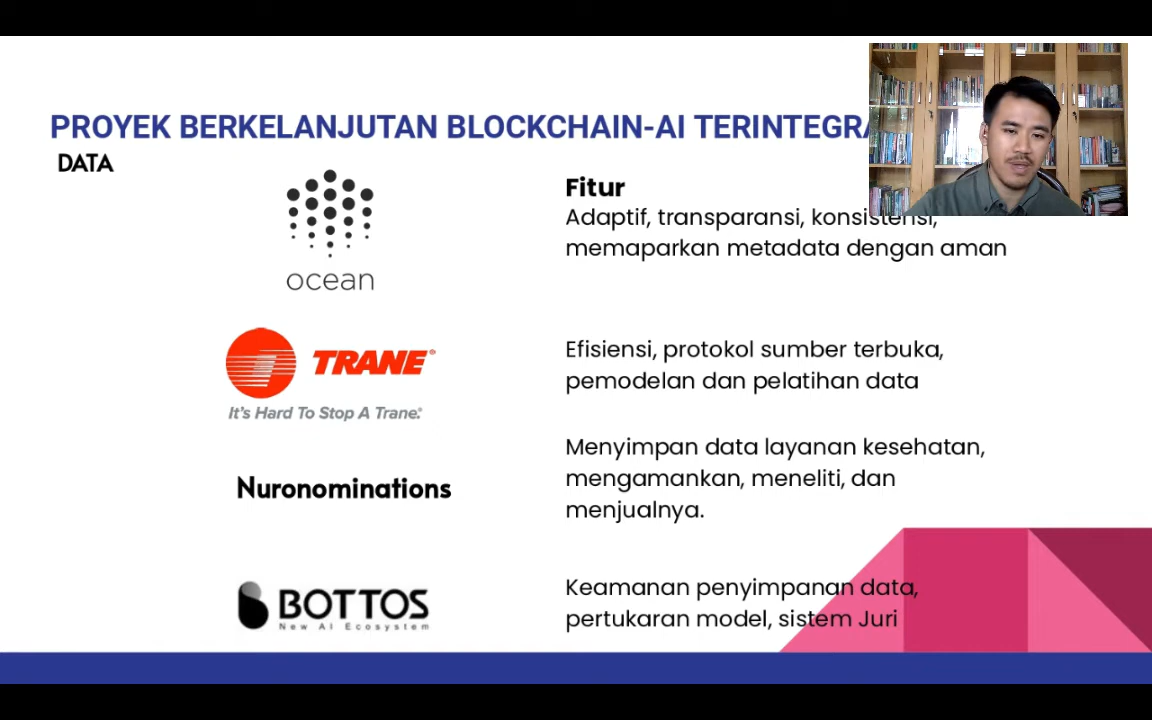 PROYEK BERKELANJUTAN BLOCKCHAIN-AI
DATA
ocean
Fitur
Adaptif, transparansi, konsistensi,
memaparkan metadata dengan aman
TRANE
It's Hard To Stop A Trane.
Efisiensi, protokol sumber terbuka,
pemodelan dan pelatihan data
Nuronominations
Menyimpan data layanan kesehatan,
mengamankan, meneliti, dan
menjualnya.
BOTTOS
New AI Ecosystem
Keamanan penyimpanan data,
pertukaran model, sistem Juri